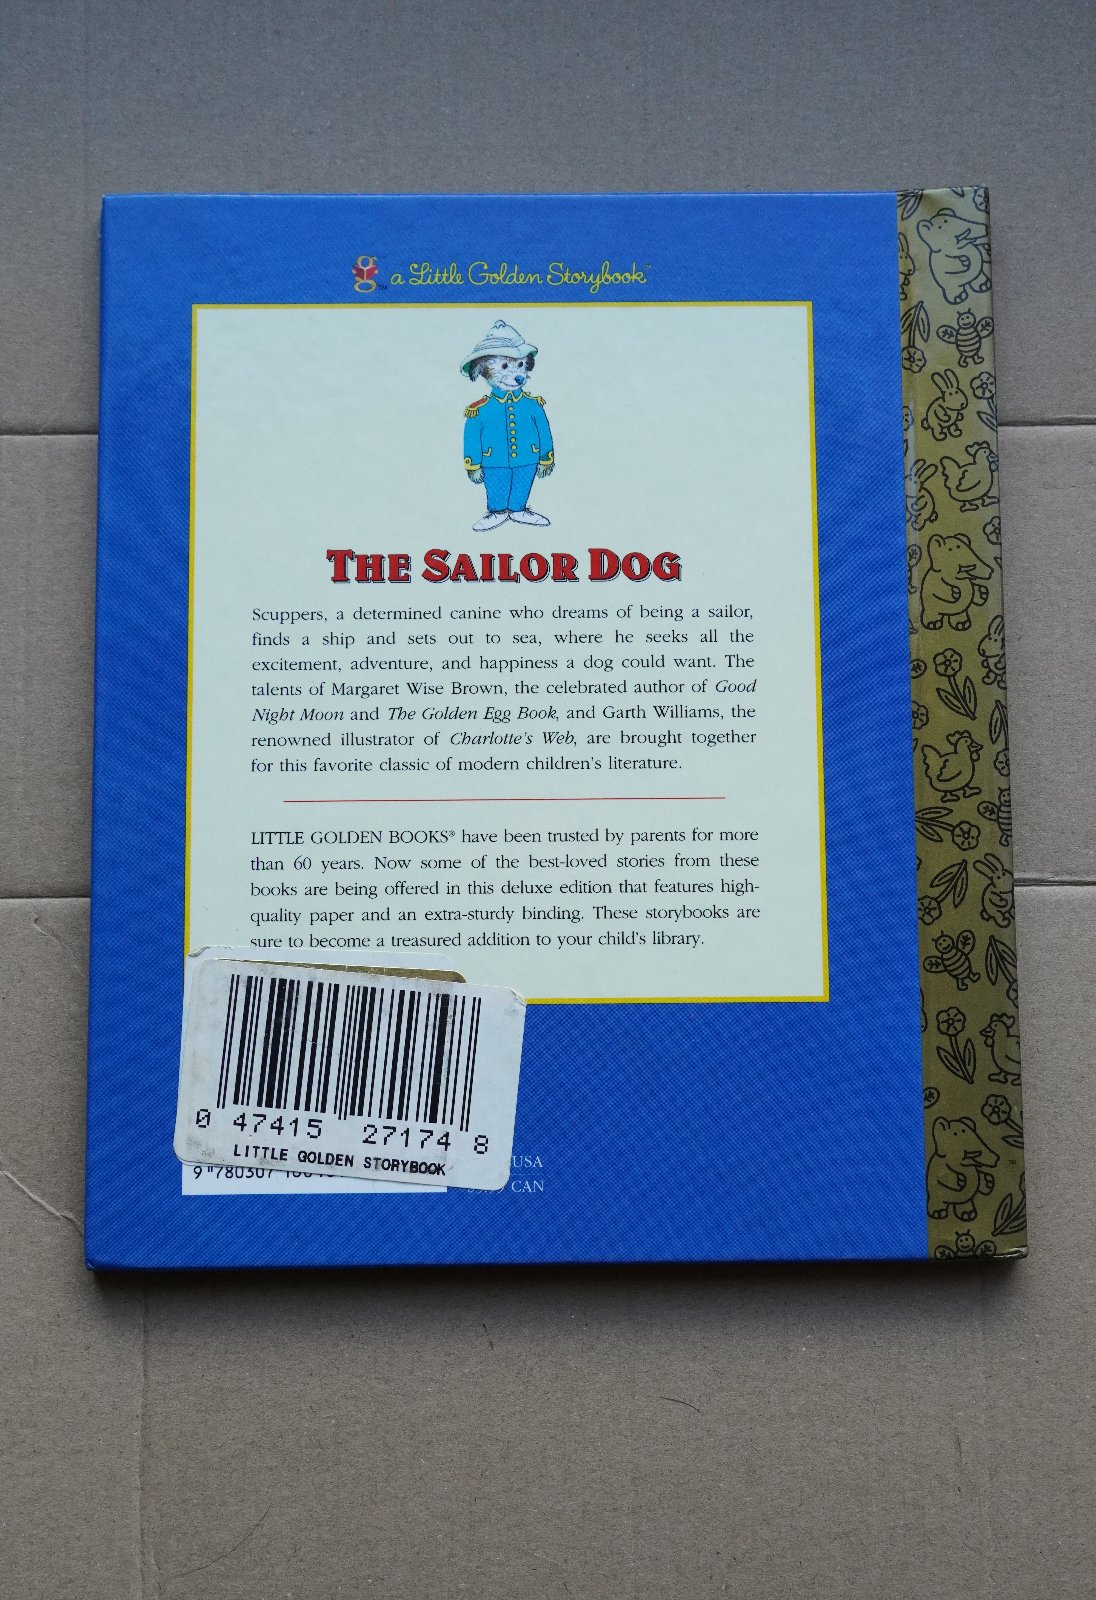 g™ a Little Golden Storybook™
THE SAILOR DOG
Scuppers, a determined canine who dreams of being a sailor,
finds a ship and sets out to sea, where he seeks all the
excitement, adventure, and happiness a dog could want. The
talents of Margaret Wise Brown, the celebrated author of Good
Night Moon and The Golden Egg Book, and Garth Williams, the
renowned illustrator of Charlotte's Web, are brought together
for this favorite classic of modern children's literature.
LITTLE GOLDEN BOOKS® have been trusted by parents for more
than 60 years. Now some of the best-loved stories from these
books are being offered in this deluxe edition that features high-
quality paper and an extra-sturdy binding. These storybooks are
sure to become a treasured addition to your child's library.
0 47415 27174 8
LITTLE GOLDEN STORYBOOK
9 "780307
USA
CAN